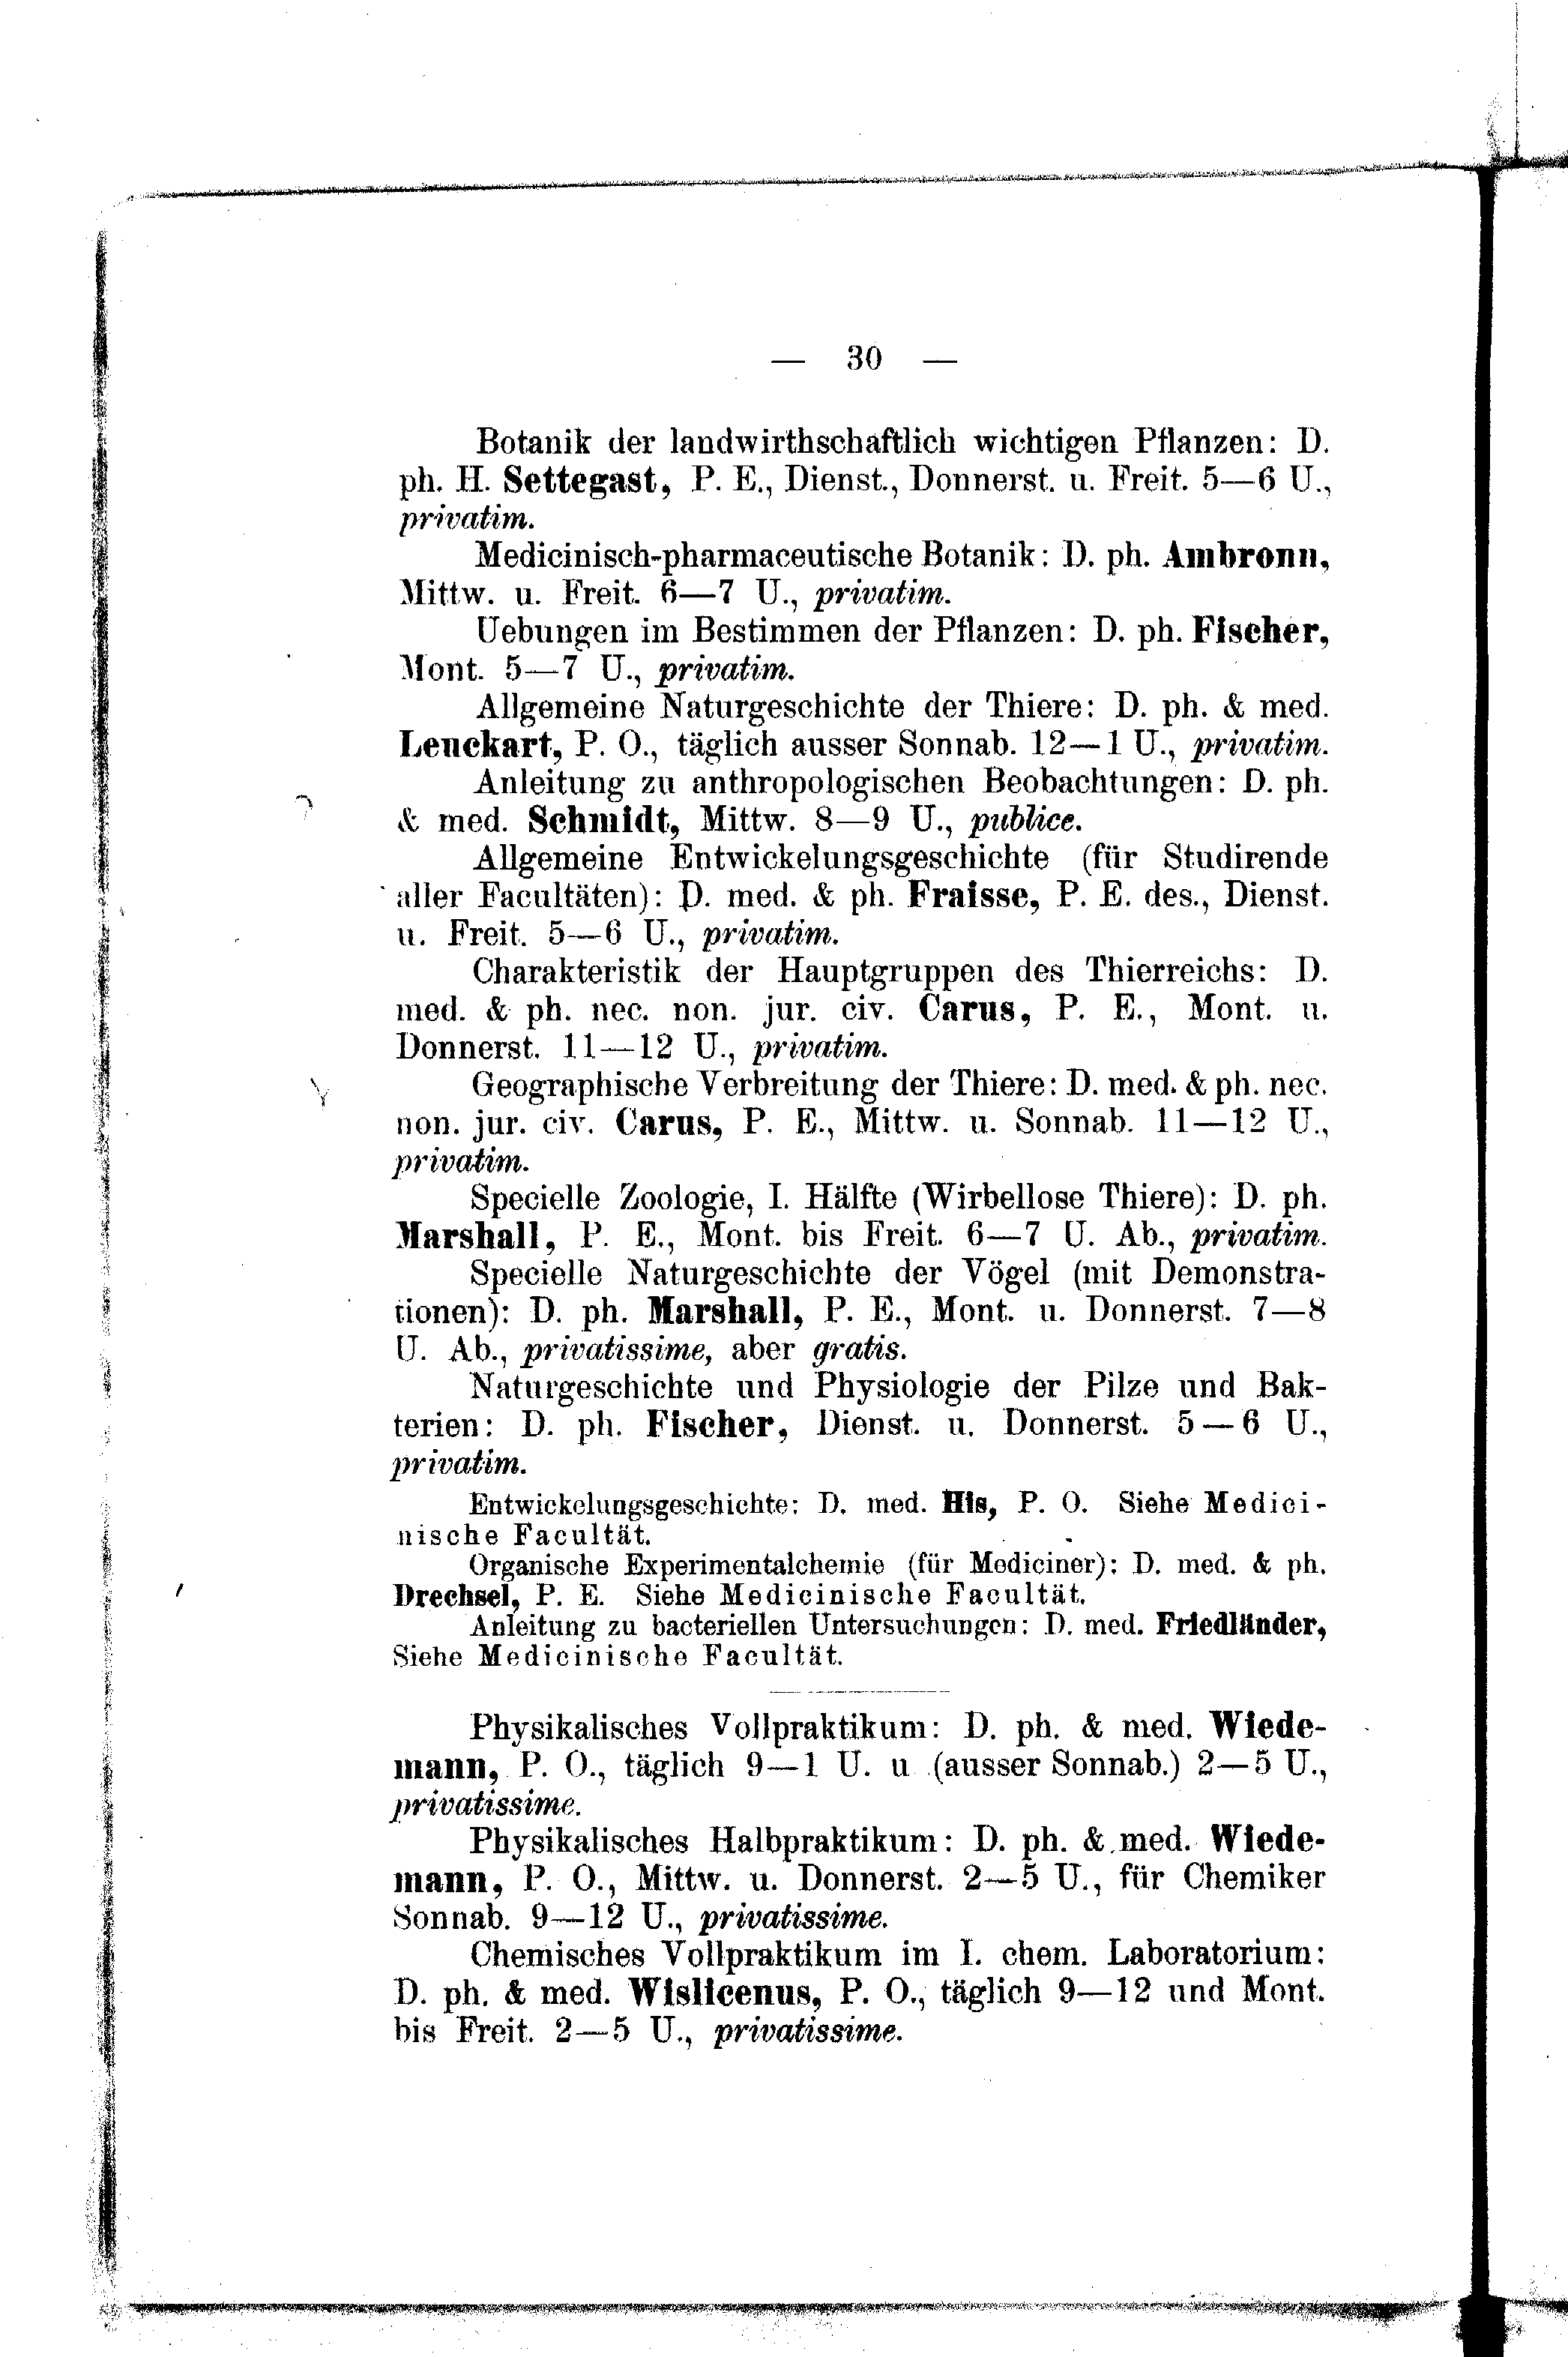 — 30 —
Botanik der landwirthschaftlich wichtigen Pflanzen: D.
ph. H. Settegast, P. E., Dienst., Donnerst. u. Freit. 5—6 U.,
privatim.
Medicinisch-pharmaceutische Botanik: D. ph. Ambronn,
Mittw. u. Freit. 6—7 U., privatim.
Uebungen im Bestimmen der Pflanzen: D. ph. Fischer,
Mont. 5—7 U., privatim.
Allgemeine Naturgeschichte der Thiere: D. ph. & med.
Leuckart, P. O., täglich ausser Sonnab. 12—1 U., privatim.
Anleitung zu anthropologischen Beobachtungen: D. ph.
& med. Schmidt, Mittw. 8—9 U., publice.
Allgemeine Entwickelungsgeschichte (für Studirende
aller Facultäten): D. med. & ph. Fraisse, P. E. des., Dienst.
u. Freit. 5—6 U., privatim.
Charakteristik der Hauptgruppen des Thierreichs: D.
med. & ph. nec. non. jur. civ. Carus, P. E., Mont. u.
Donnerst. 11—12 U., privatim.
Geographische Verbreitung der Thiere: D. med. & ph. nec.
non. jur. civ. Carus, P. E., Mittw. u. Sonnab. 11—12 U.,
privatim.
Specielle Zoologie, I. Hälfte (Wirbellose Thiere): D. ph.
Marshall, P. E., Mont. bis Freit. 6—7 U. Ab., privatim.
Specielle Naturgeschichte der Vögel (mit Demonstra-
tionen): D. ph. Marshall, P. E., Mont. u. Donnerst. 7—8
U. Ab., privatissime, aber gratis.
Naturgeschichte und Physiologie der Pilze und Bak-
terien: D. ph. Fischer, Dienst. u. Donnerst. 5—6 U.,
privatim.
Entwickelungsgeschichte: D. med. His, P. O. Siehe Medici-
nische Facultät.
Organische Experimentalchemie (für Mediciner): D. med. & ph.
Drechsel, P. E. Siehe Medicinische Facultät.
Anleitung zu bacteriellen Untersuchungen: D. med. Friedländer,
Siehe Medicinische Facultät.
Physikalisches Vollpraktikum: D. ph. & med. Wiede-
mann, P. O., täglich 9—1 U. u (ausser Sonnab.) 2—5 U.,
privatissime.
Physikalisches Halbpraktikum: D. ph. & med. Wiede-
mann, P. O., Mittw. u. Donnerst. 2—5 U., für Chemiker
Sonnab. 9—12 U., privatissime.
Chemisches Vollpraktikum im I. chem. Laboratorium:
D. ph. & med. Wislicenus, P. O., täglich 9—12 und Mont.
bis Freit. 2—5 U., privatissime.